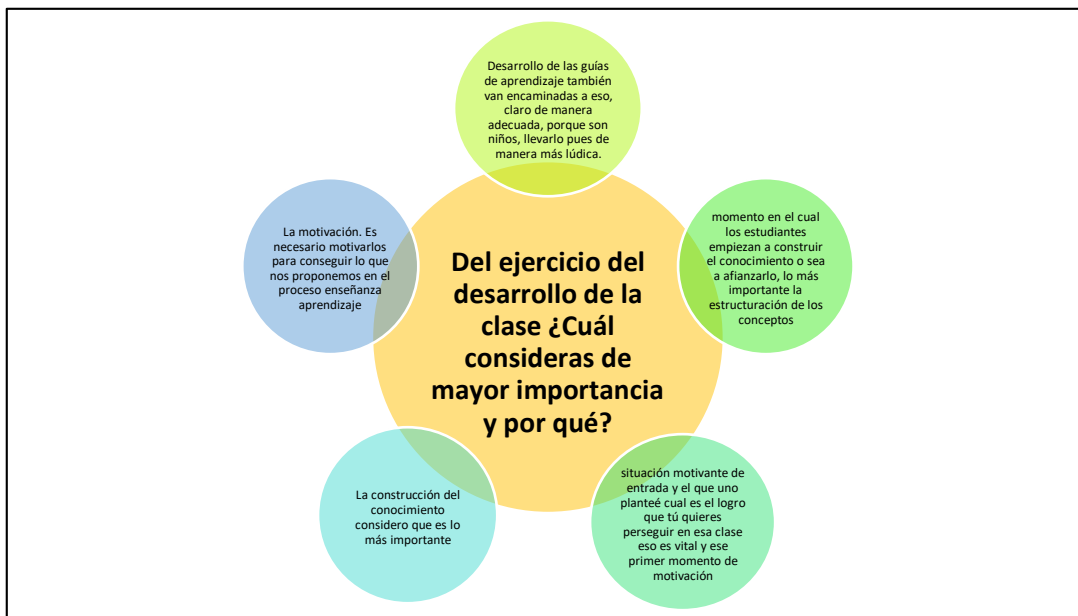 Desarrollo de las guías
de aprendizaje también
van encaminadas a eso,
claro de manera
adecuada, porque son
niños, llevarlo pues de
manera más lúdica.
momento en el cual
los estudiantes
empiezan a construir
el conocimiento o sea
a afianzarlo, lo más
importante la
estructuración de los
conceptos
situación motivante de
entrada y el que uno
planteé cual es el logro
que tú quieres
perseguir en esa clase
eso es vital y ese
primer momento de
motivación
La construcción del
conocimiento
considero que es lo
más importante
La motivación. Es
necesario motivarlos
para conseguir lo que
nos proponemos en el
proceso enseñanza
aprendizaje
Del ejercicio del
desarrollo de la
clase ¿Cuál
consideras de
mayor importancia
y por qué?